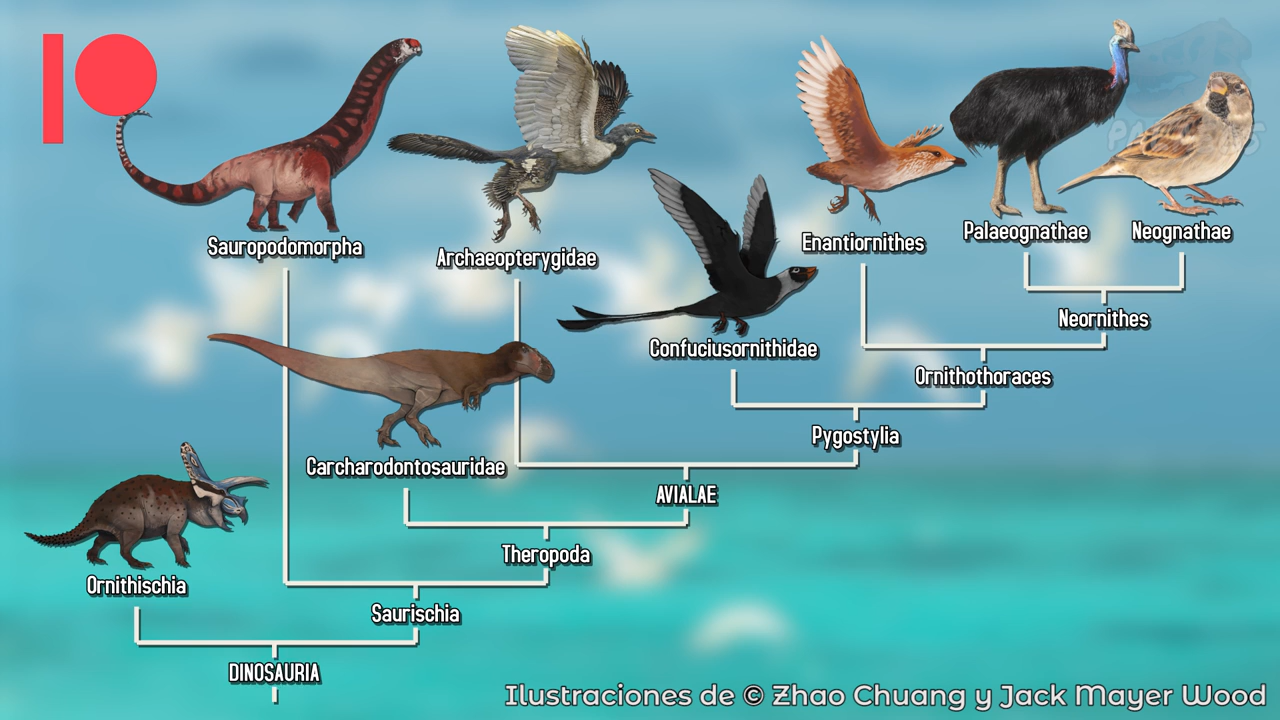 Sauropodomorpha
Archaeopterygidae
Enantiornithes
Palaeognathae
Neognathae
Neornithes
Confuciusornithidae
Ornithothoraces
Pygostylia
Carcharodontosauridae
AVIALAE
Theropoda
Ornithischia
Saurischia
DINOSAURIA
Ilustraciones de © Zhao Chuang y Jack Mayer Wood